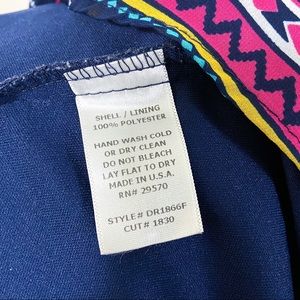 SHELL / LINING
100% POLYESTER
HAND WASH COLD
OR DRY CLEAN
DO NOT BLEACH
LAY FLAT TO DRY
MADE IN U.S.A.
RN# 29570
STYLE# DR1866F
CUT# 1830